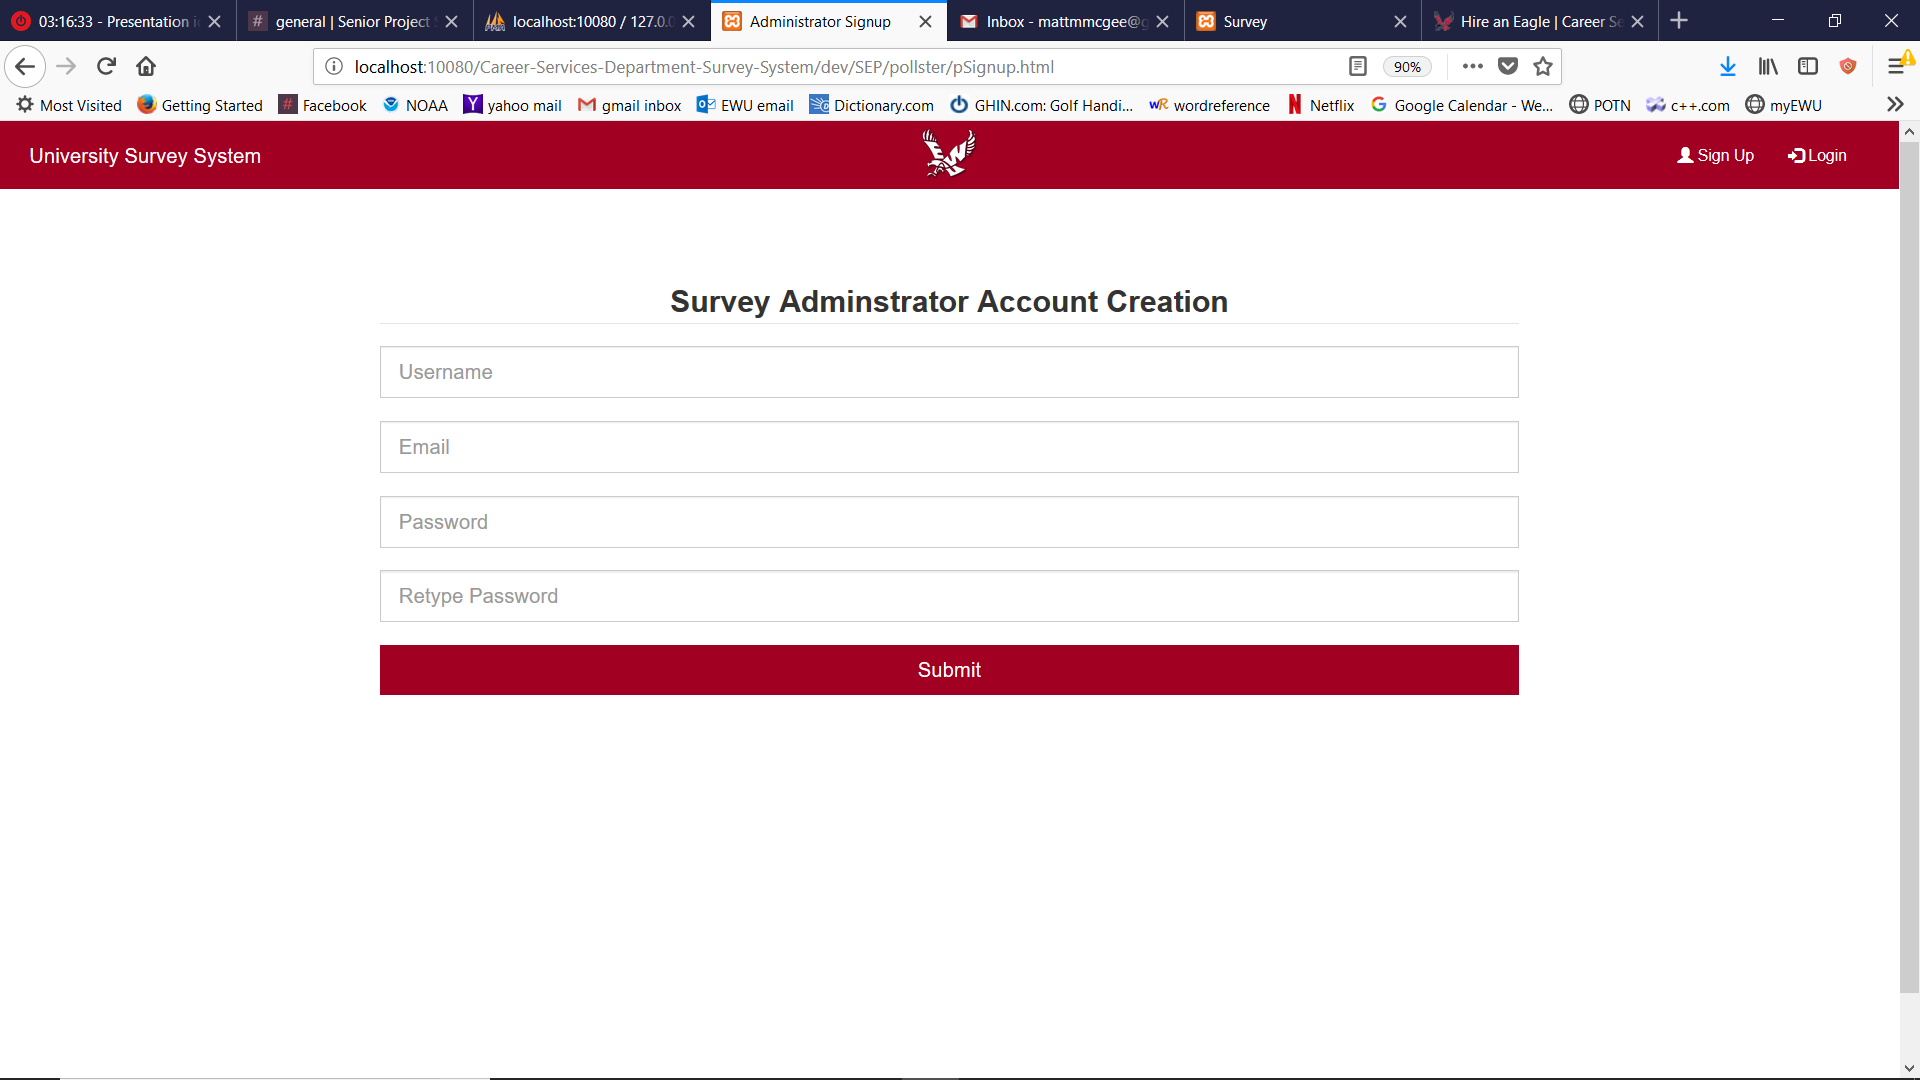 03:16:33 - Presentation
general | Senior Project
localhost:10080 / 127.0.0
Administrator Signup
Inbox - mattmmcgee@g
Survey
Hire an Eagle | Career Se
localhost:10080/Career-Services-Department-Survey-System/dev/SEP/pollster/pSignup.html
90%
Most Visited
Getting Started
Facebook
NOAA
yahoo mail
gmail inbox
EWU email
Dictionary.com
GHIN.com: Golf Handi...
wordreference
Netflix
Google Calendar - We...
POTN
c++.com
myEWU
University Survey System
Sign Up
Login
Survey Adminstrator Account Creation
Username
Email
Password
Retype Password
Submit